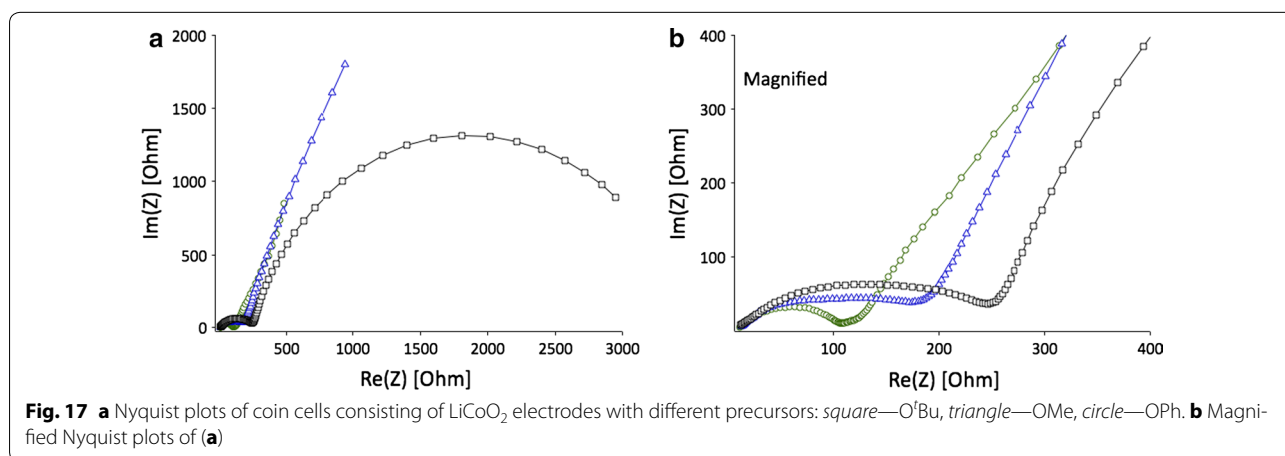 a
2000
1500
1000
500
0
Im(Z) [Ohm]
500 1000 1500 2000 2500 3000
Re(Z) [Ohm]
b
400
300
200
100
Im(Z) [Ohm]
Magnified
100 200 300 400
Re(Z) [Ohm]
Fig. 17 a Nyquist plots of coin cells consisting of LiCoO₂ electrodes with different precursors: square—OᵗBu, triangle—OMe, circle—OPh. b Magni-
fied Nyquist plots of (a)